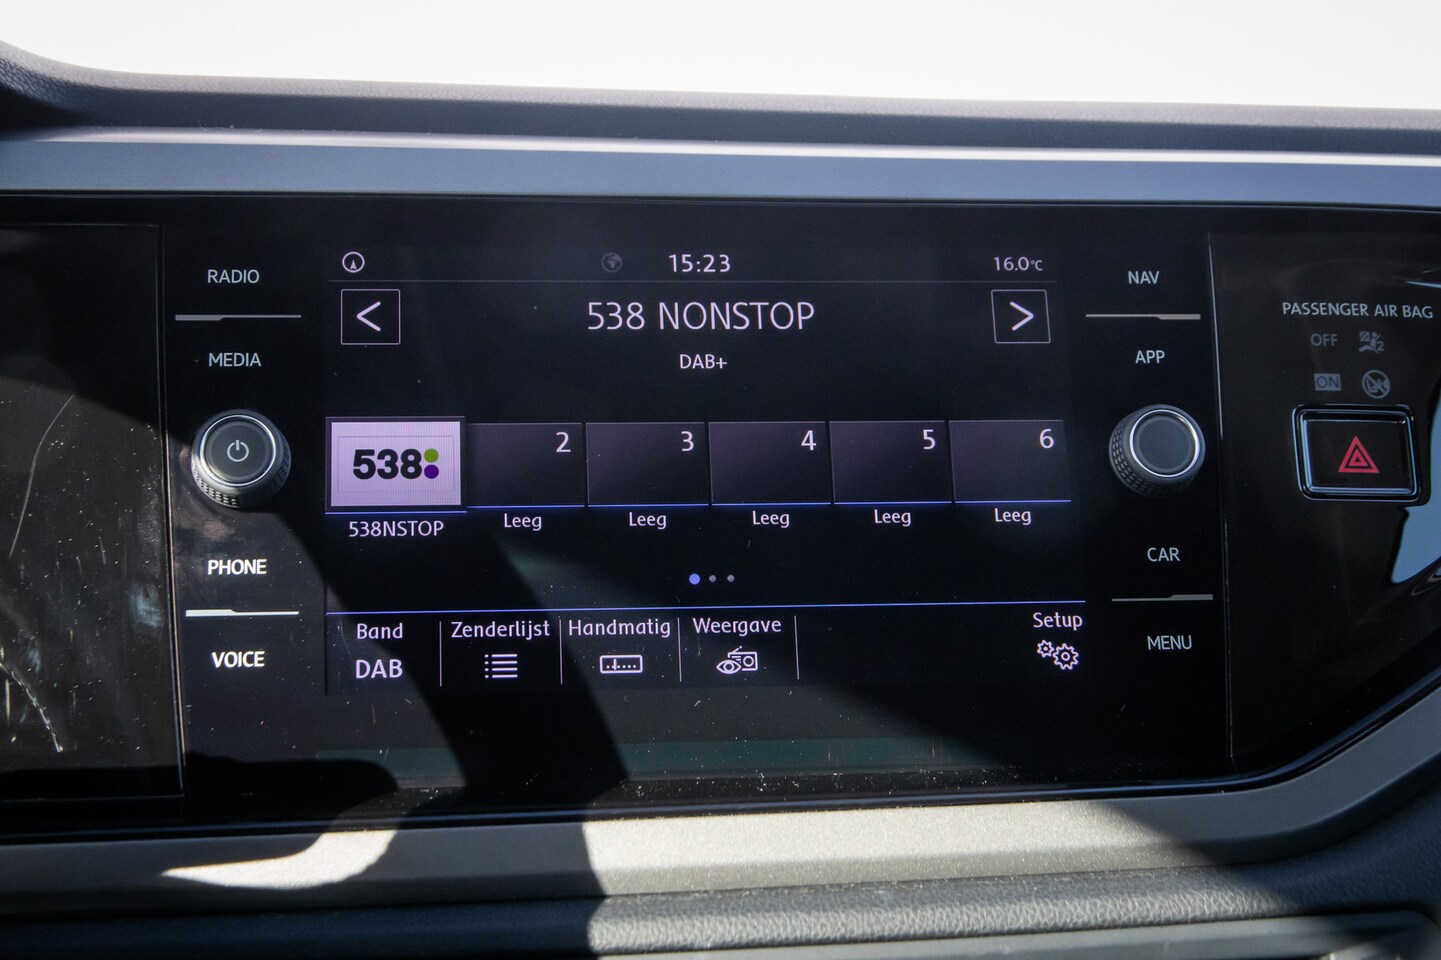 RADIO
MEDIA
PHONE
VOICE
15:23
16.0°C
<
538 NONSTOP
>
DAB+
538
2
3
4
5
6
538NSTOP
Leeg
Leeg
Leeg
Leeg
Leeg
Band
DAB
Zenderlijst
Handmatig
Weergave
Setup
NAV
APP
CAR
MENU
PASSENGER AIR BAG
OFF
ON